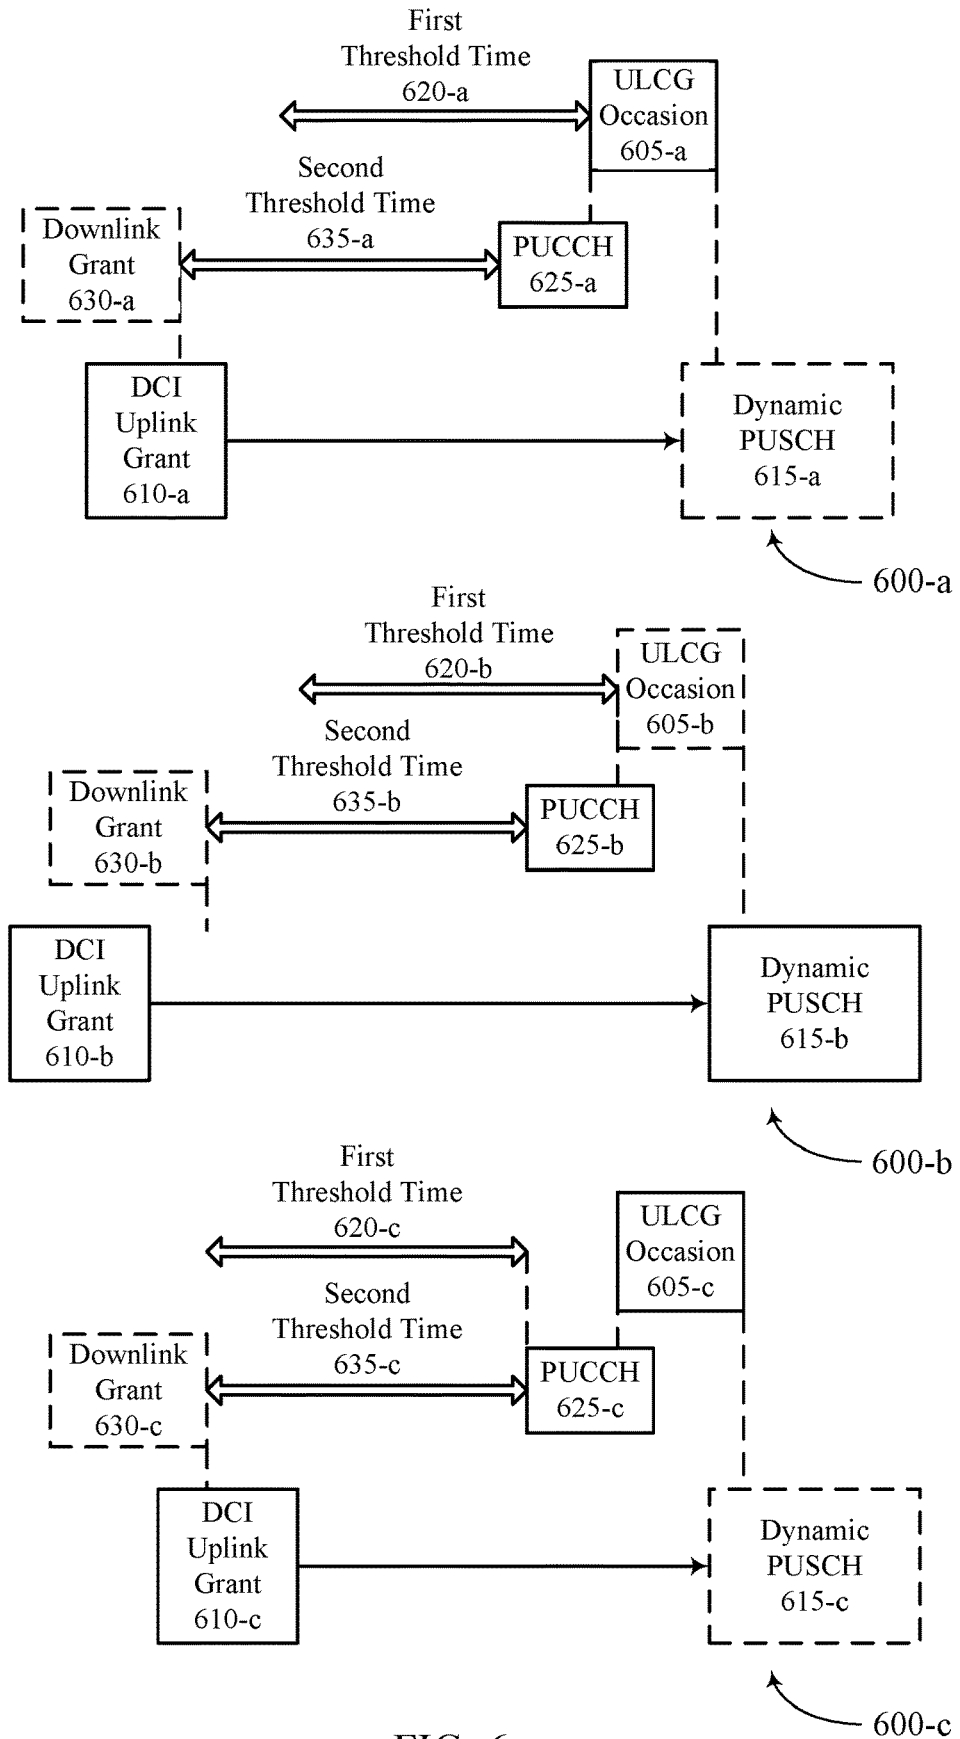 First
Threshold Time
620-a
ULCG
Occasion
605-a
Second
Threshold Time
635-a
Downlink
Grant
630-a
PUCCH
625-a
DCI
Uplink
Grant
610-a
Dynamic
PUSCH
615-a
600-a
First
Threshold Time
620-b
ULCG
Occasion
605-b
Second
Threshold Time
635-b
Downlink
Grant
630-b
PUCCH
625-b
DCI
Uplink
Grant
610-b
Dynamic
PUSCH
615-b
600-b
First
Threshold Time
620-c
ULCG
Occasion
605-c
Second
Threshold Time
635-c
Downlink
Grant
630-c
PUCCH
625-c
DCI
Uplink
Grant
610-c
Dynamic
PUSCH
615-c
600-c